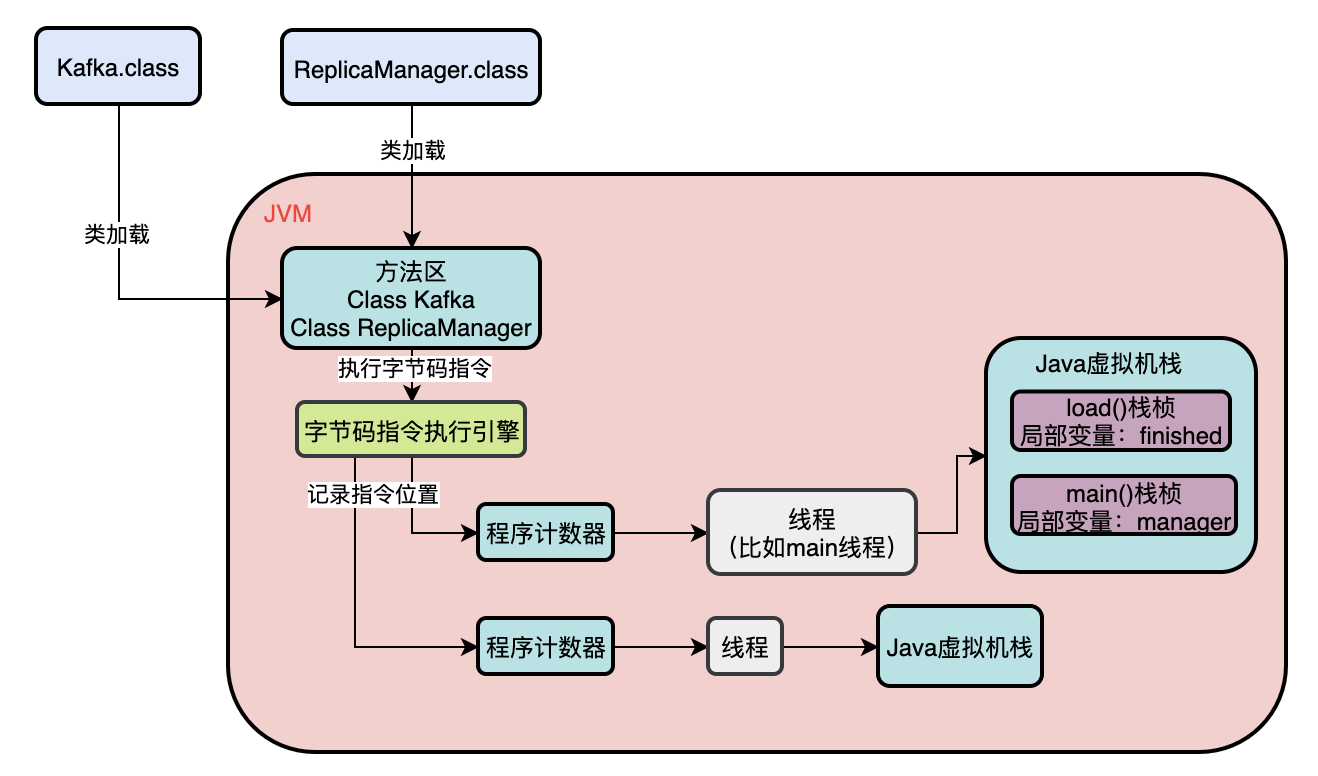 Kafka.class
ReplicaManager.class
类加载
JVM
类加载
方法区
Class Kafka
Class ReplicaManager
执行字节码指令
字节码指令执行引擎
记录指令位置
程序计数器
线程
（比如main线程）
Java虚拟机栈
load()栈桢
局部变量：finished
main()栈桢
局部变量：manager
程序计数器
线程
Java虚拟机栈